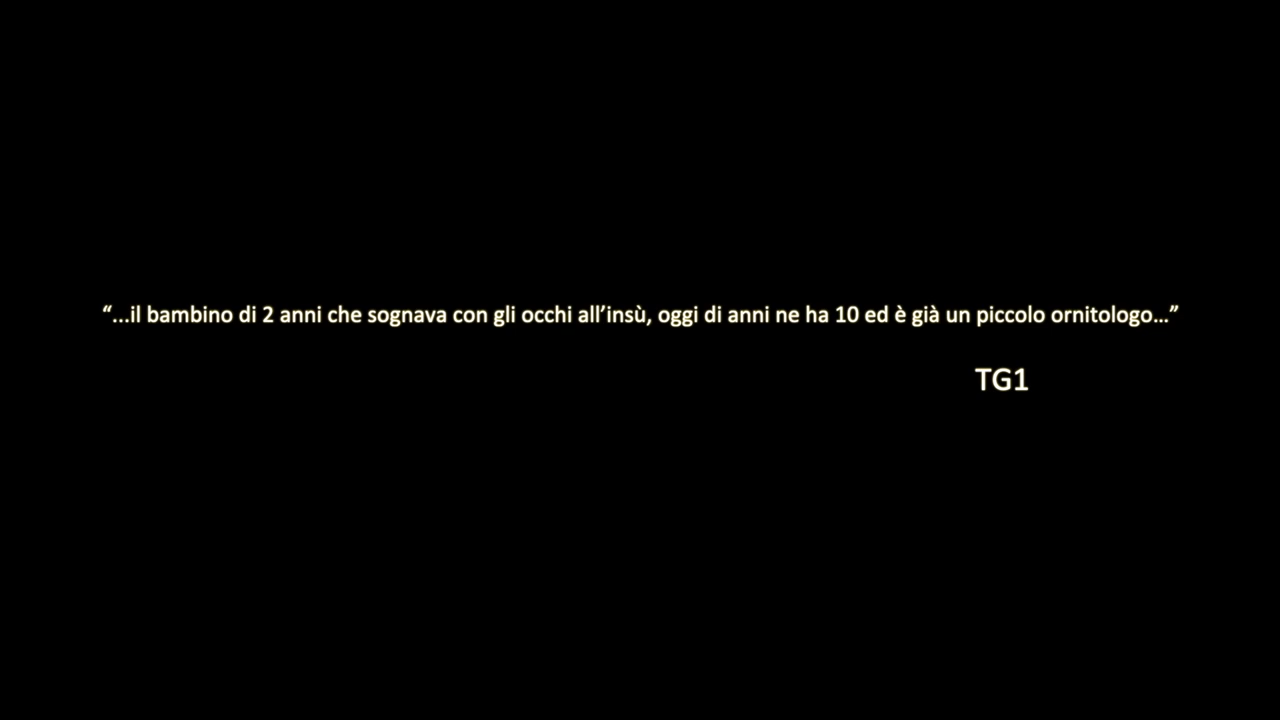 “...il bambino di 2 anni che sognava con gli occhi all’insù, oggi di anni ne ha 10 ed è già un piccolo ornitologo…”
TG1